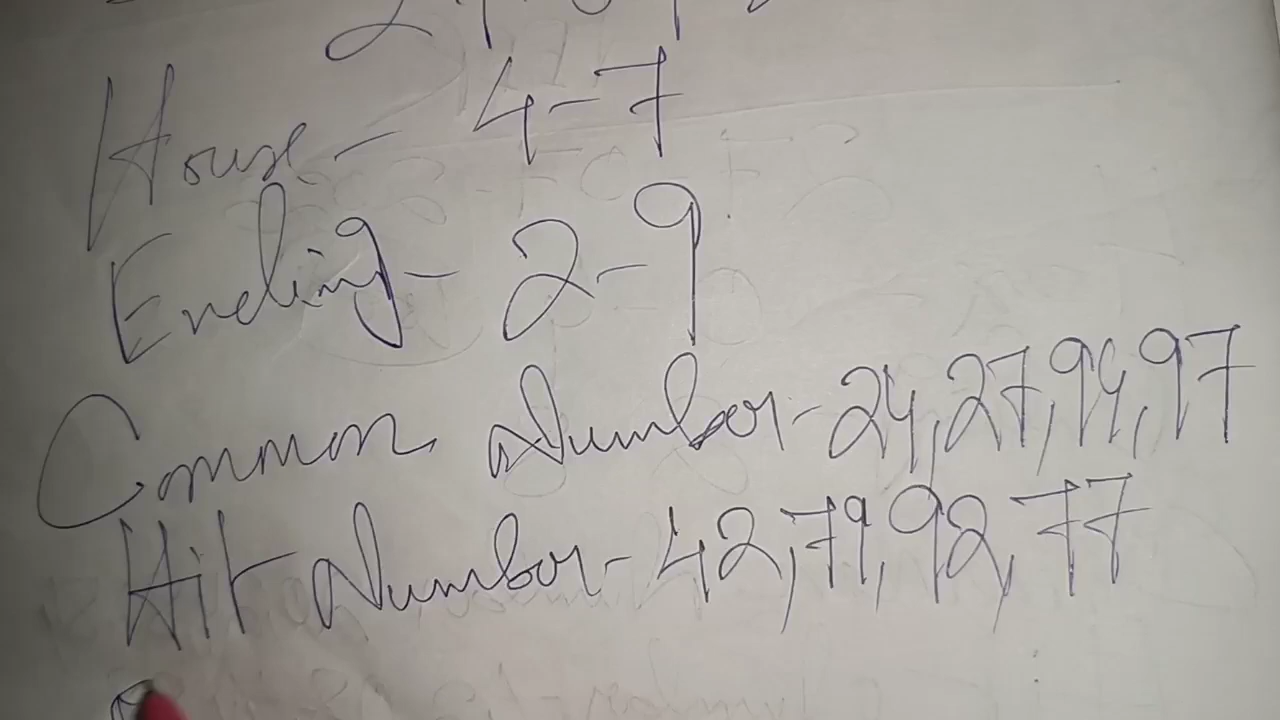 House - 4-7
Ending - 2-9
Common Number - 24, 27, 94, 97
Hit Number - 42, 79, 92, 77